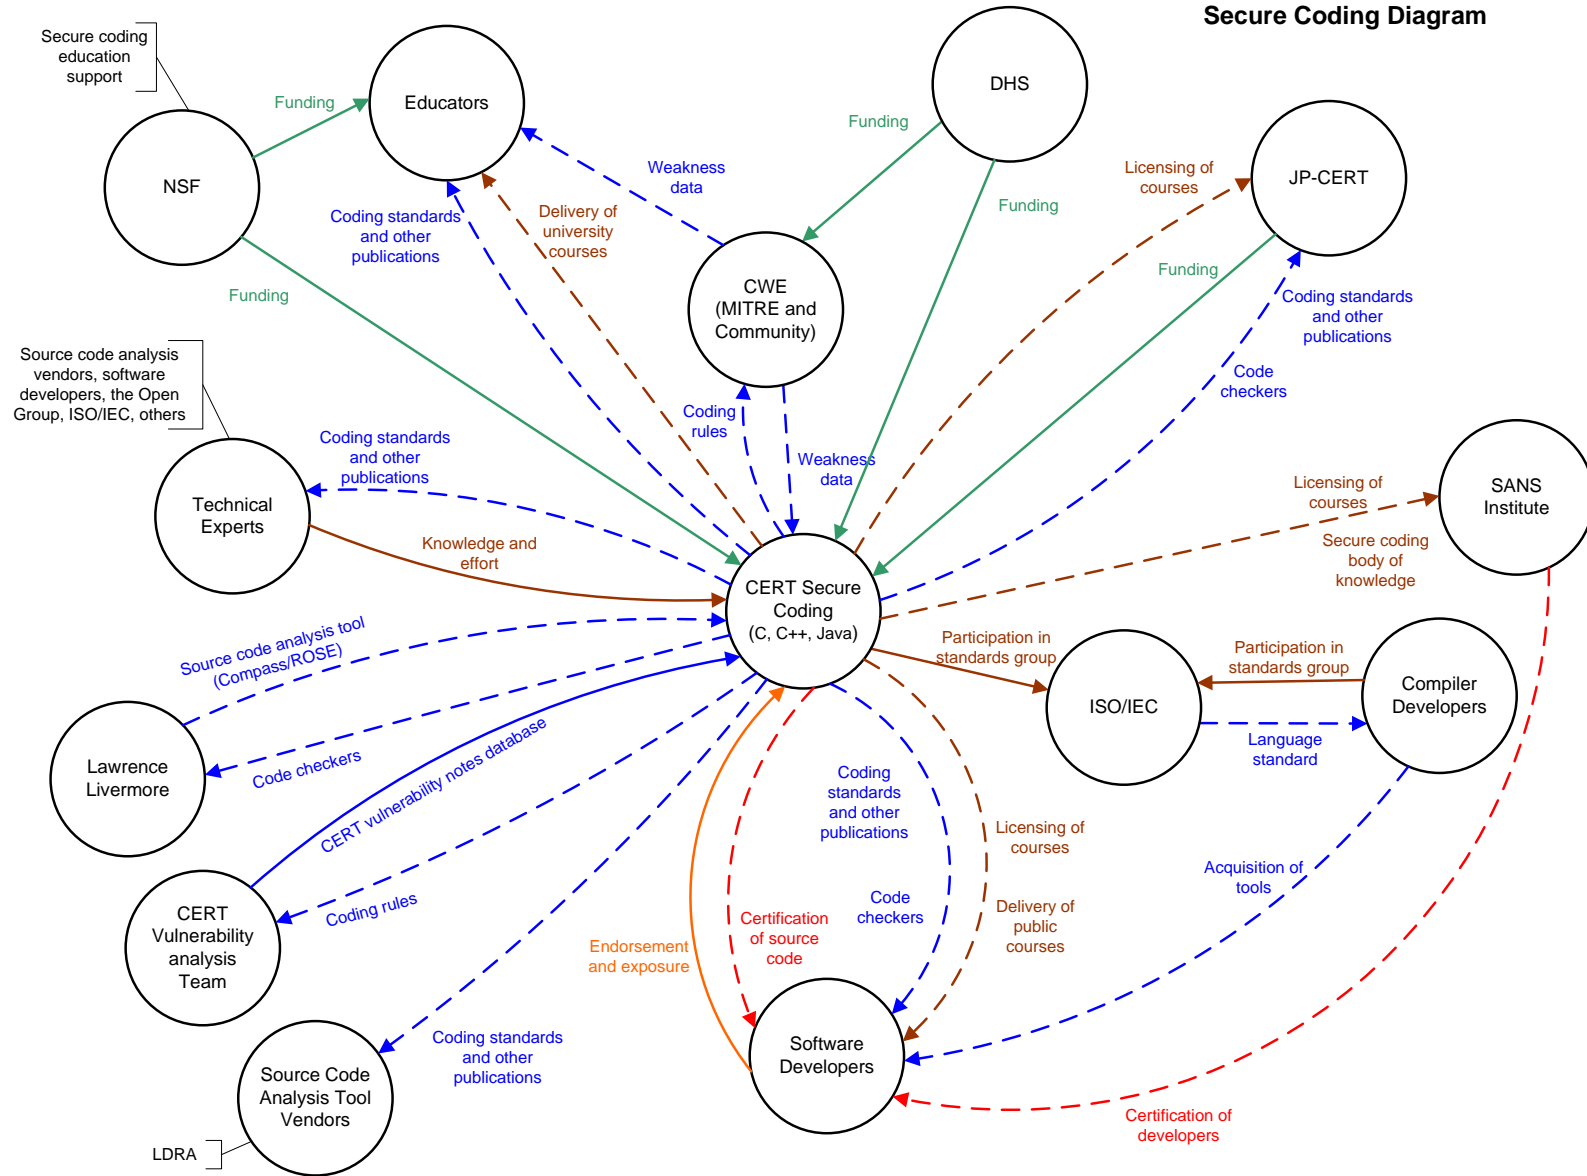 Secure Coding Diagram
Secure coding
education
support
Funding
Educators
DHS
Funding
NSF
Weakness
data
Licensing of
courses
JP-CERT
Coding standards
and other
publications
Delivery of
university
courses
Funding
Funding
Funding
CWE
(MITRE and
Community)
Coding standards
and other
publications
Source code analysis
vendors, software
developers, the Open
Group, ISO/IEC, others
Code
checkers
Coding
rules
Weakness
data
Coding standards
and other
publications
Technical
Experts
Licensing of
courses
SANS
Institute
Knowledge and
effort
Secure coding
body of
knowledge
CERT Secure
Coding
(C, C++, Java)
Source code analysis tool
(Compass/ROSE)
Participation in
standards group
Participation in
standards group
ISO/IEC
Compiler
Developers
Language
standard
Lawrence
Livermore
Code checkers
CERT vulnerability notes database
Coding
standards
and other
publications
Licensing of
courses
Acquisition of
tools
CERT
Vulnerability
analysis
Team
Coding rules
Code
checkers
Delivery of
public
courses
Certification
of source
code
Endorsement
and exposure
Coding standards
and other
publications
Software
Developers
Source Code
Analysis Tool
Vendors
LDRA
Certification of
developers